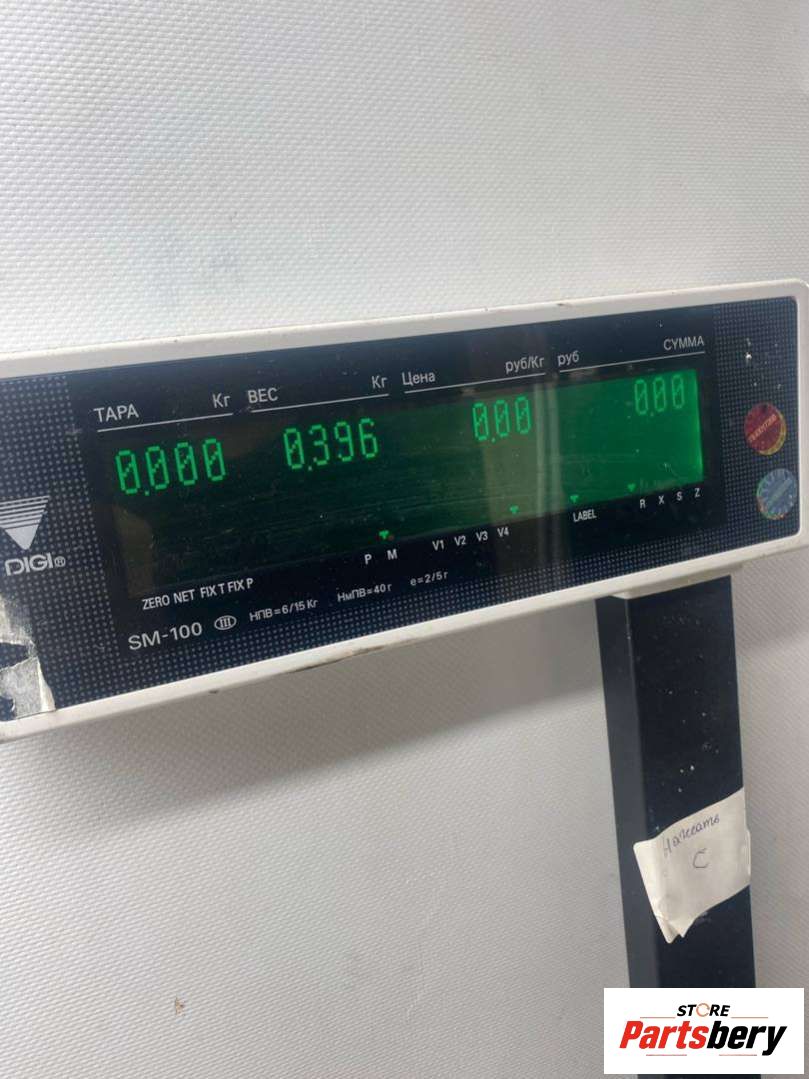 ТАРА Кг ВЕС Кг Цена руб/Кг руб СУММА
0.000 0.396 0.00 0.00
P M V1 V2 V3 V4 LABEL R X S Z
DIGI®
ZERO NET FIX T FIX P
SM-100 III НПВ=6/15 Кг НмПВ=40 г e=2/5 г
Нажать
С
STORE
Partsbery